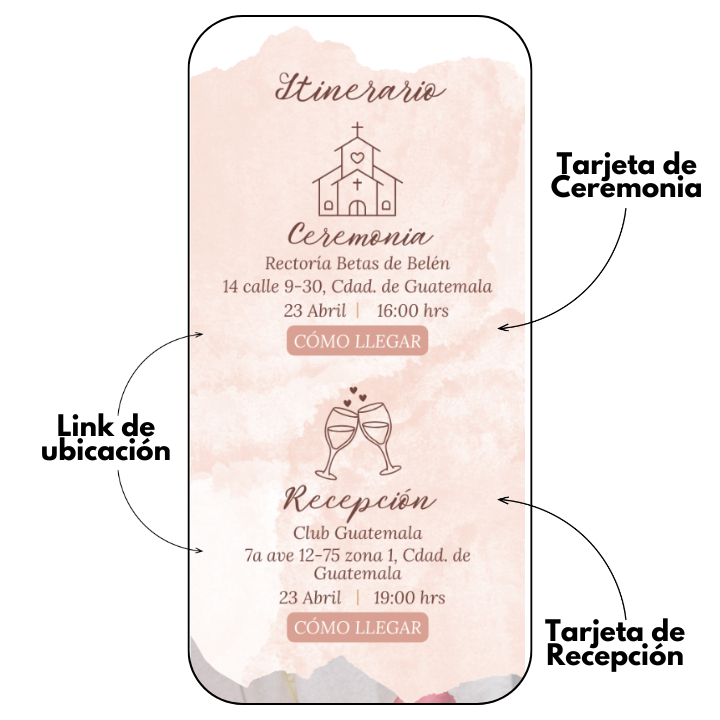 Itinerario
Ceremonia
Rectoría Betas de Belén
14 calle 9-30, Cdad. de Guatemala
23 Abril | 16:00 hrs
CÓMO LLEGAR
Recepción
Club Guatemala
7a ave 12-75 zona 1, Cdad. de
Guatemala
23 Abril | 19:00 hrs
CÓMO LLEGAR
Tarjeta de
Ceremonia
Link de
ubicación
Tarjeta de
Recepción